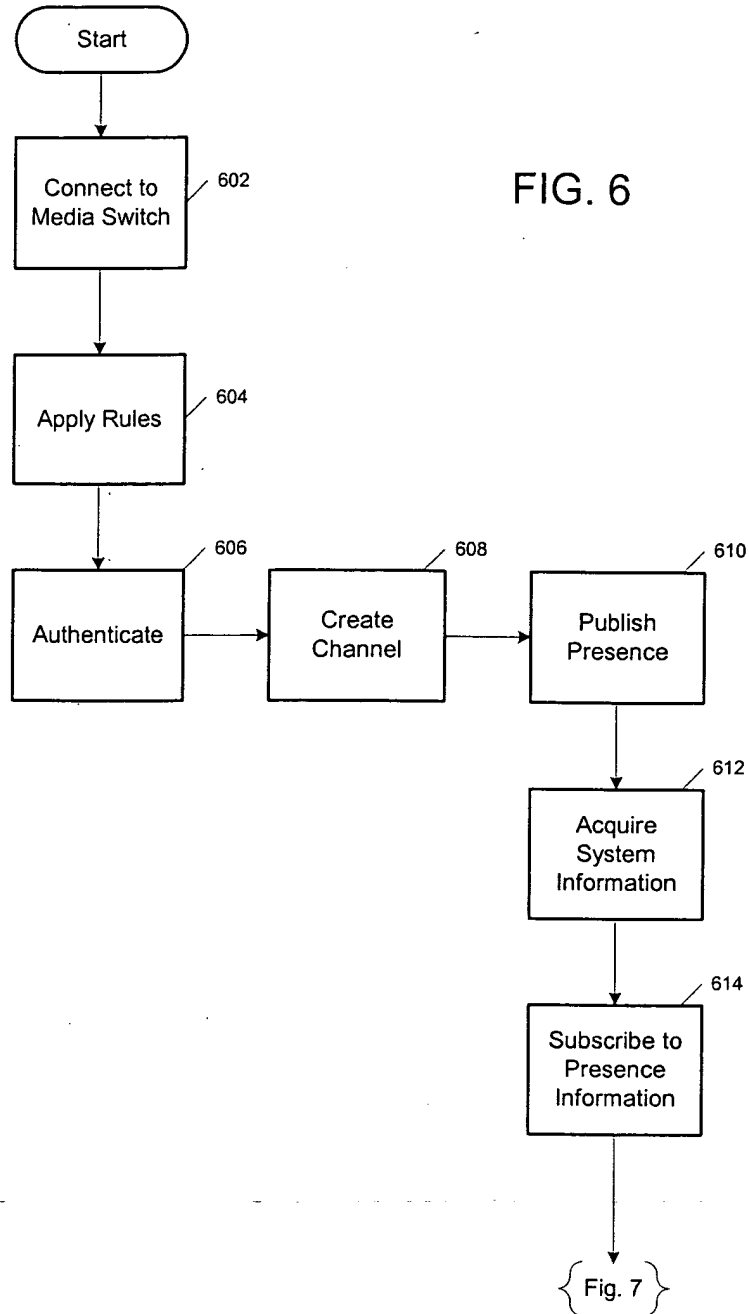 Start
Connect to
Media Switch
602
FIG. 6
Apply Rules
604
Authenticate
606
Create
Channel
608
Publish
Presence
610
Acquire
System
Information
612
Subscribe to
Presence
Information
614
{Fig. 7}